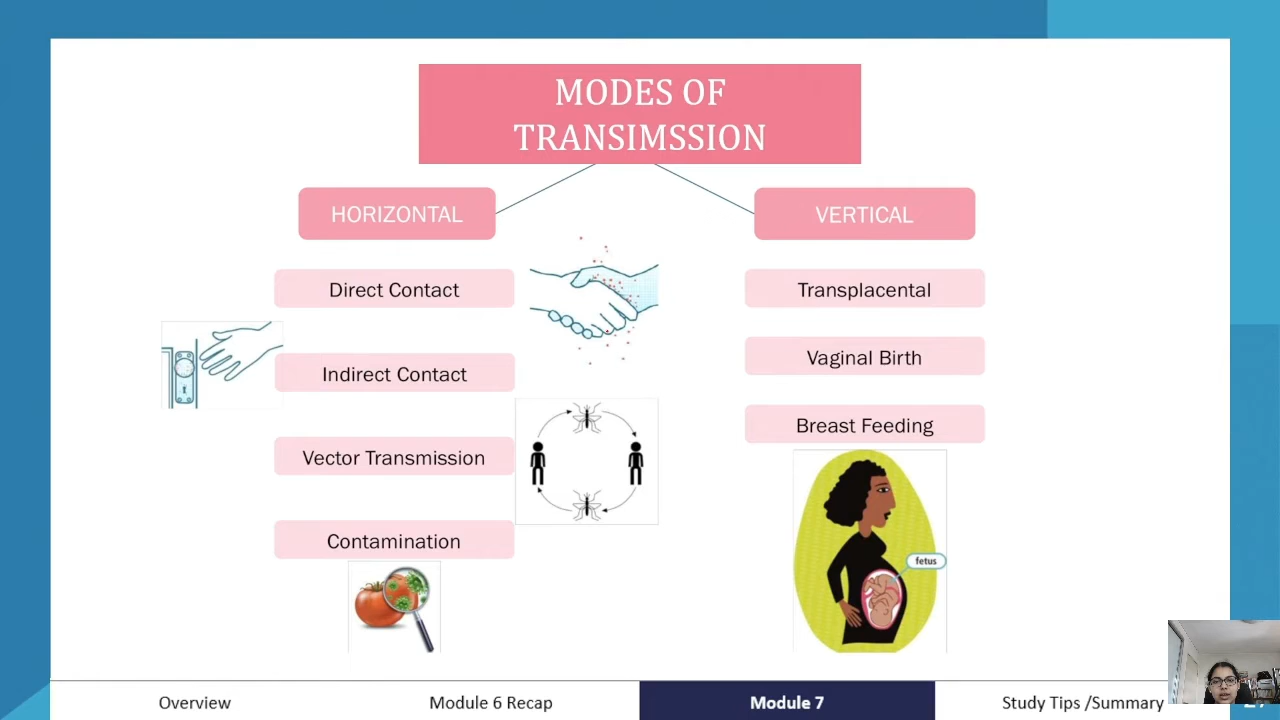 MODES OF
TRANSIMSSION
HORIZONTAL
Direct Contact
Indirect Contact
Vector Transmission
Contamination
VERTICAL
Transplacental
Vaginal Birth
Breast Feeding
fetus
Overview
Module 6 Recap
Module 7
Study Tips /Summary